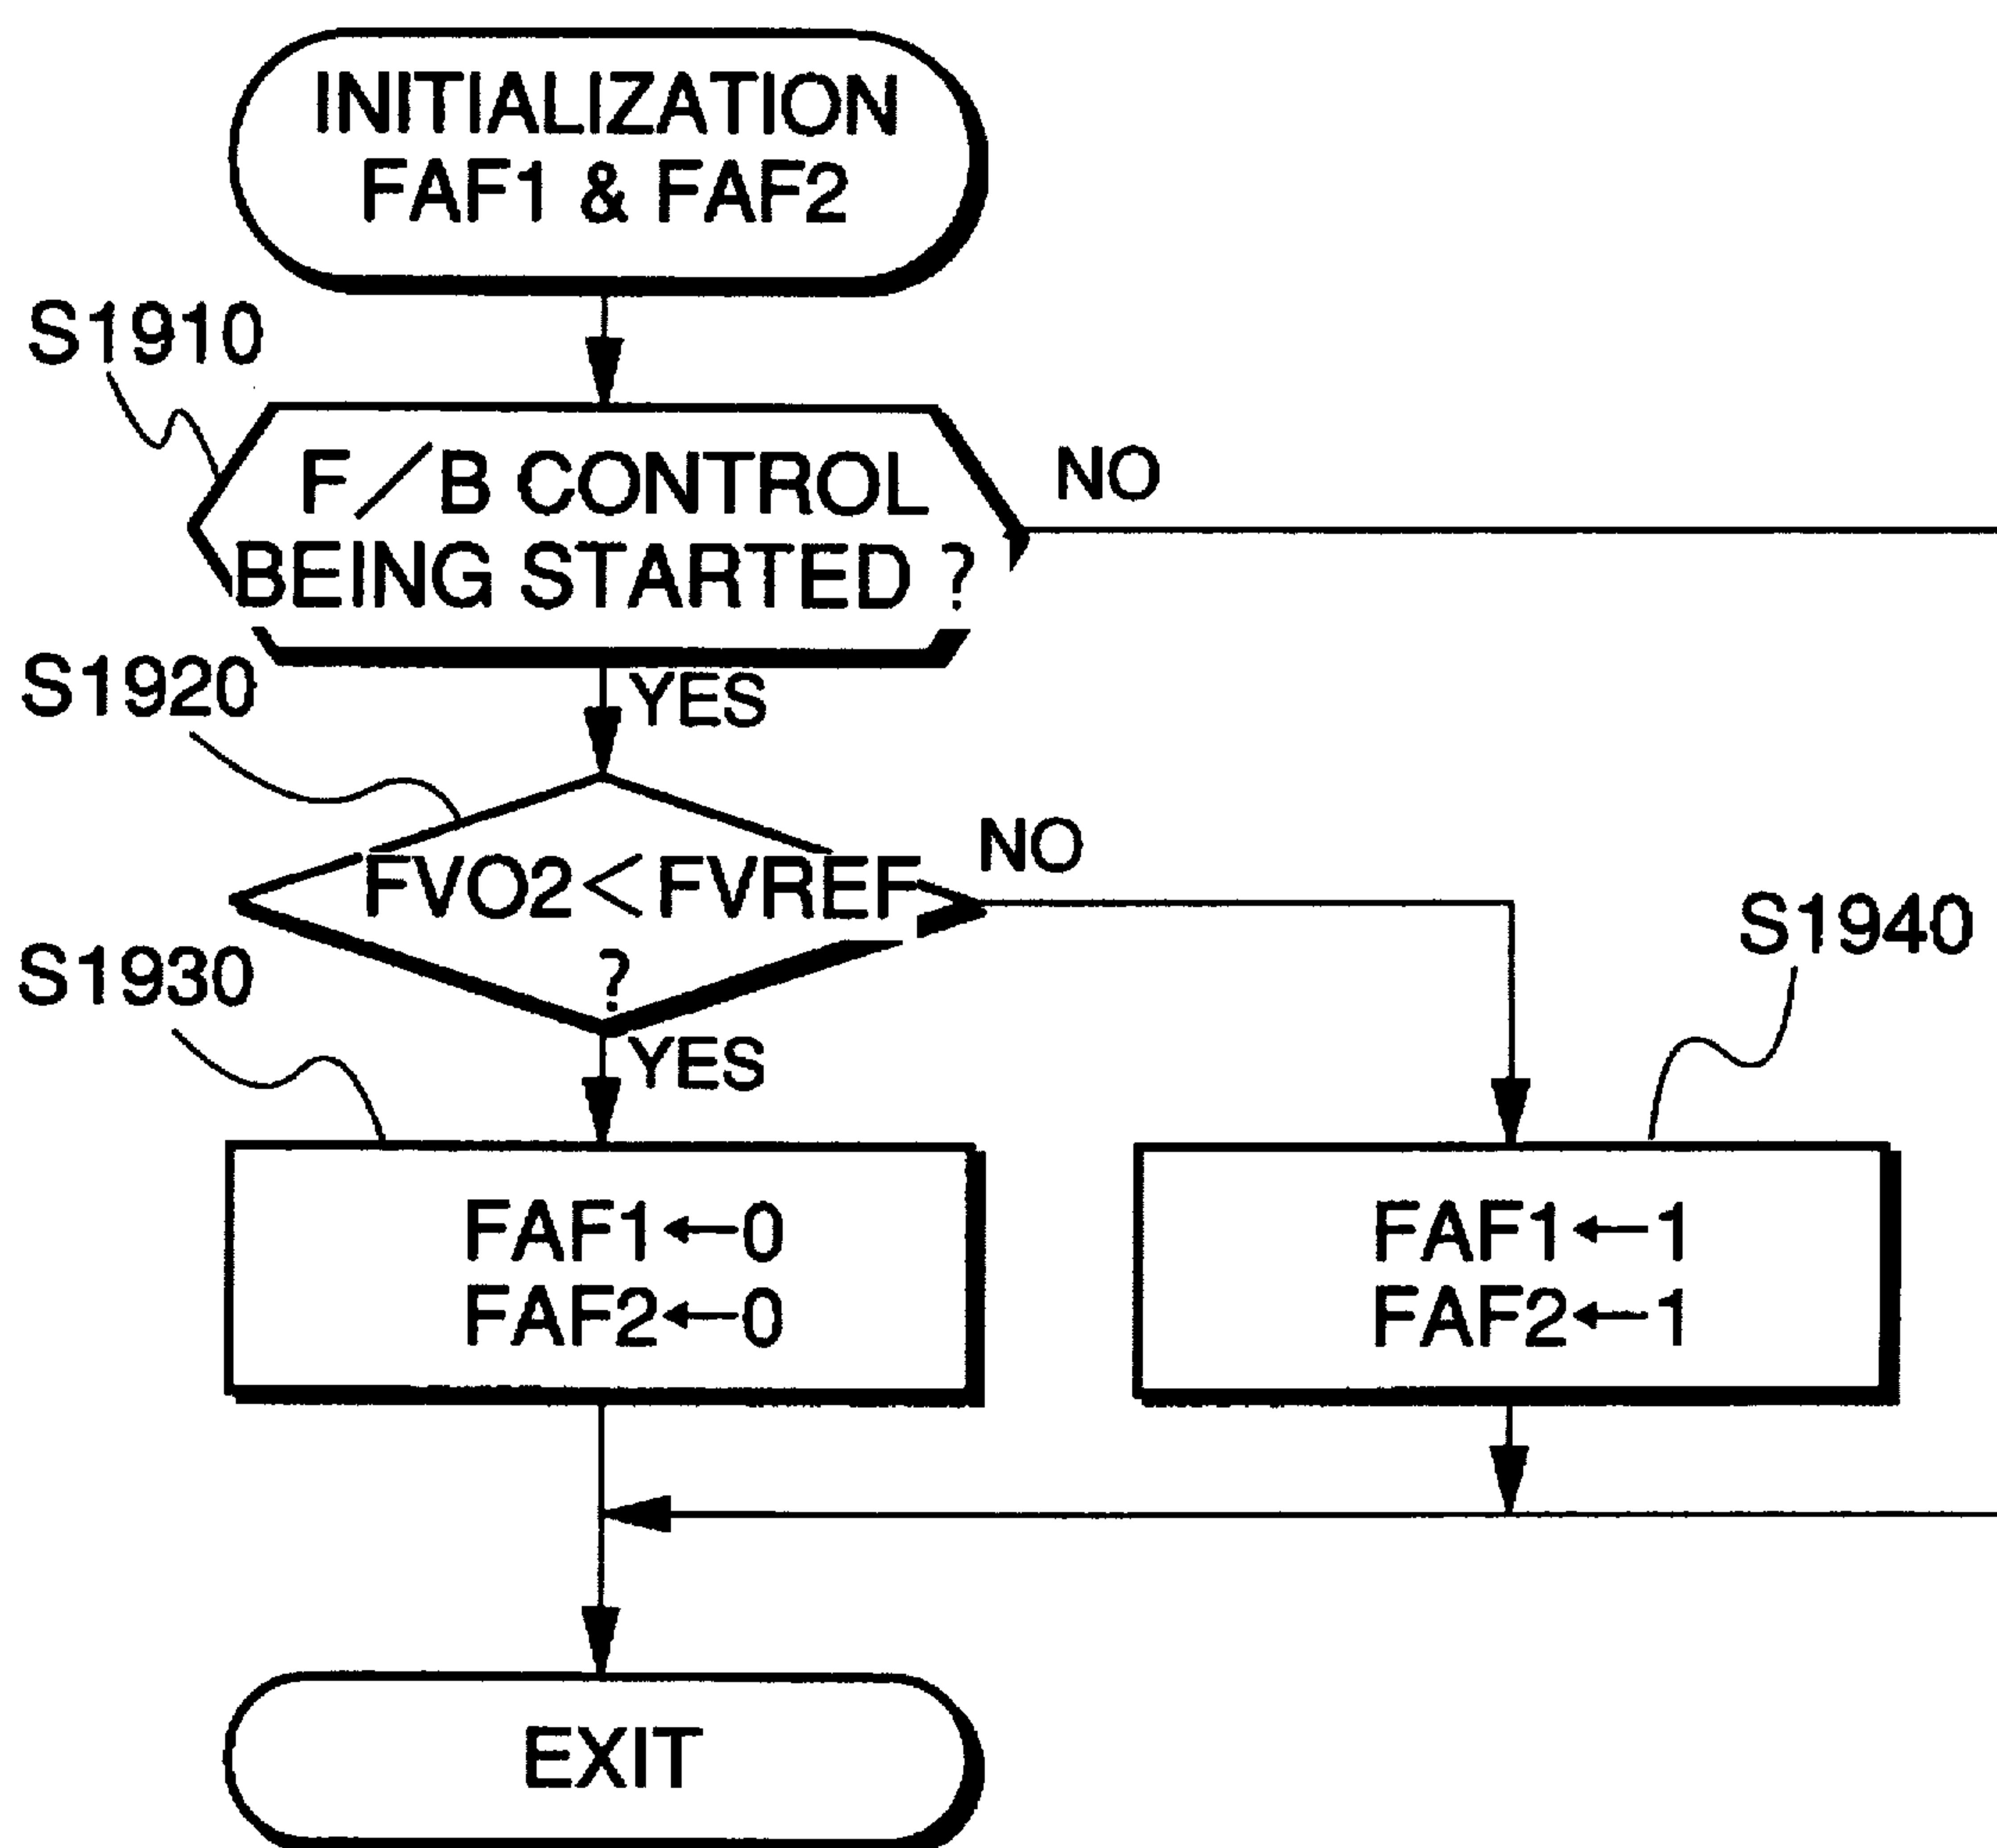 INITIALIZATION
FAF1 & FAF2
S1910
F/B CONTROL
BEING STARTED ?
NO
S1920
YES
FVO2<FVREF
?
NO
S1930
S1940
YES
FAF1←0
FAF2←0
FAF1←1
FAF2←1
EXIT